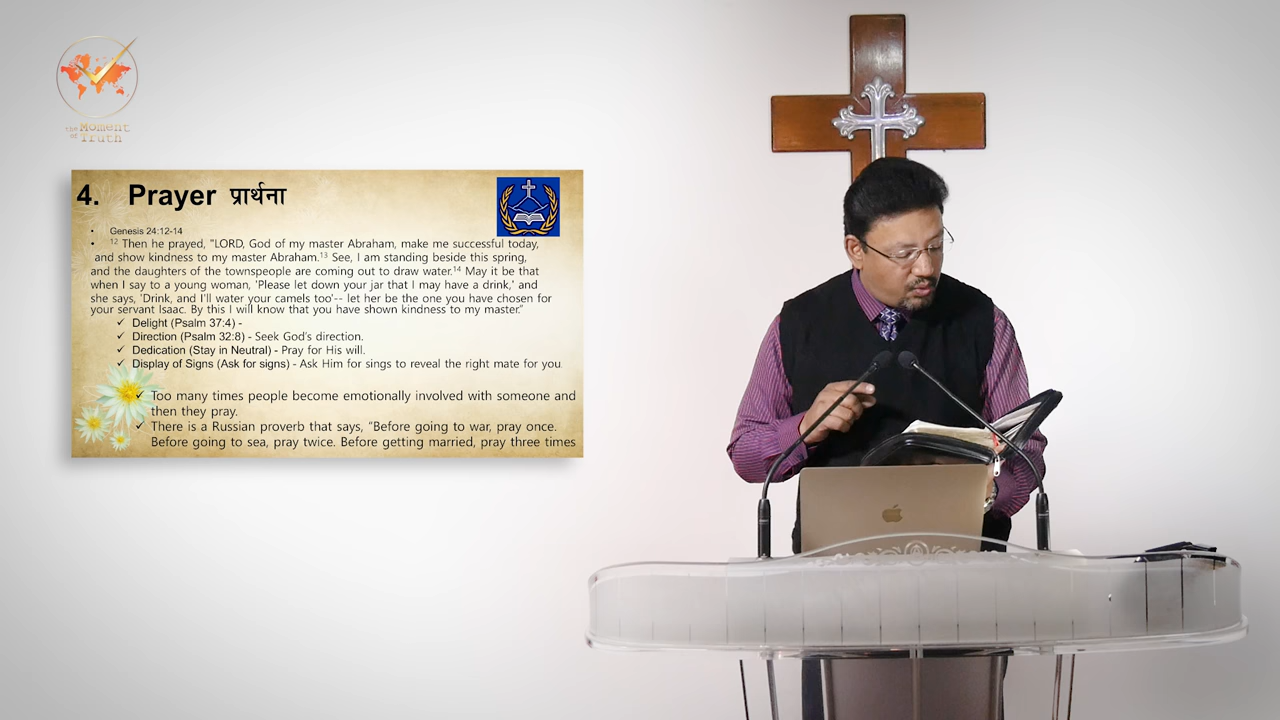 the Moment
of Truth
4. Prayer प्रार्थना
• Genesis 24:12-14
• 12 Then he prayed, "LORD, God of my master Abraham, make me successful today,
and show kindness to my master Abraham.13 See, I am standing beside this spring,
and the daughters of the townspeople are coming out to draw water.14 May it be that
when I say to a young woman, 'Please let down your jar that I may have a drink,' and
she says, 'Drink, and I'll water your camels too'-- let her be the one you have chosen for
your servant Isaac. By this I will know that you have shown kindness to my master."
✓ Delight (Psalm 37:4) -
✓ Direction (Psalm 32:8) - Seek God's direction.
✓ Dedication (Stay in Neutral) - Pray for His will.
✓ Display of Signs (Ask for signs) - Ask Him for sings to reveal the right mate for you.
✓ Too many times people become emotionally involved with someone and
then they pray.
✓ There is a Russian proverb that says, "Before going to war, pray once.
Before going to sea, pray twice. Before getting married, pray three times